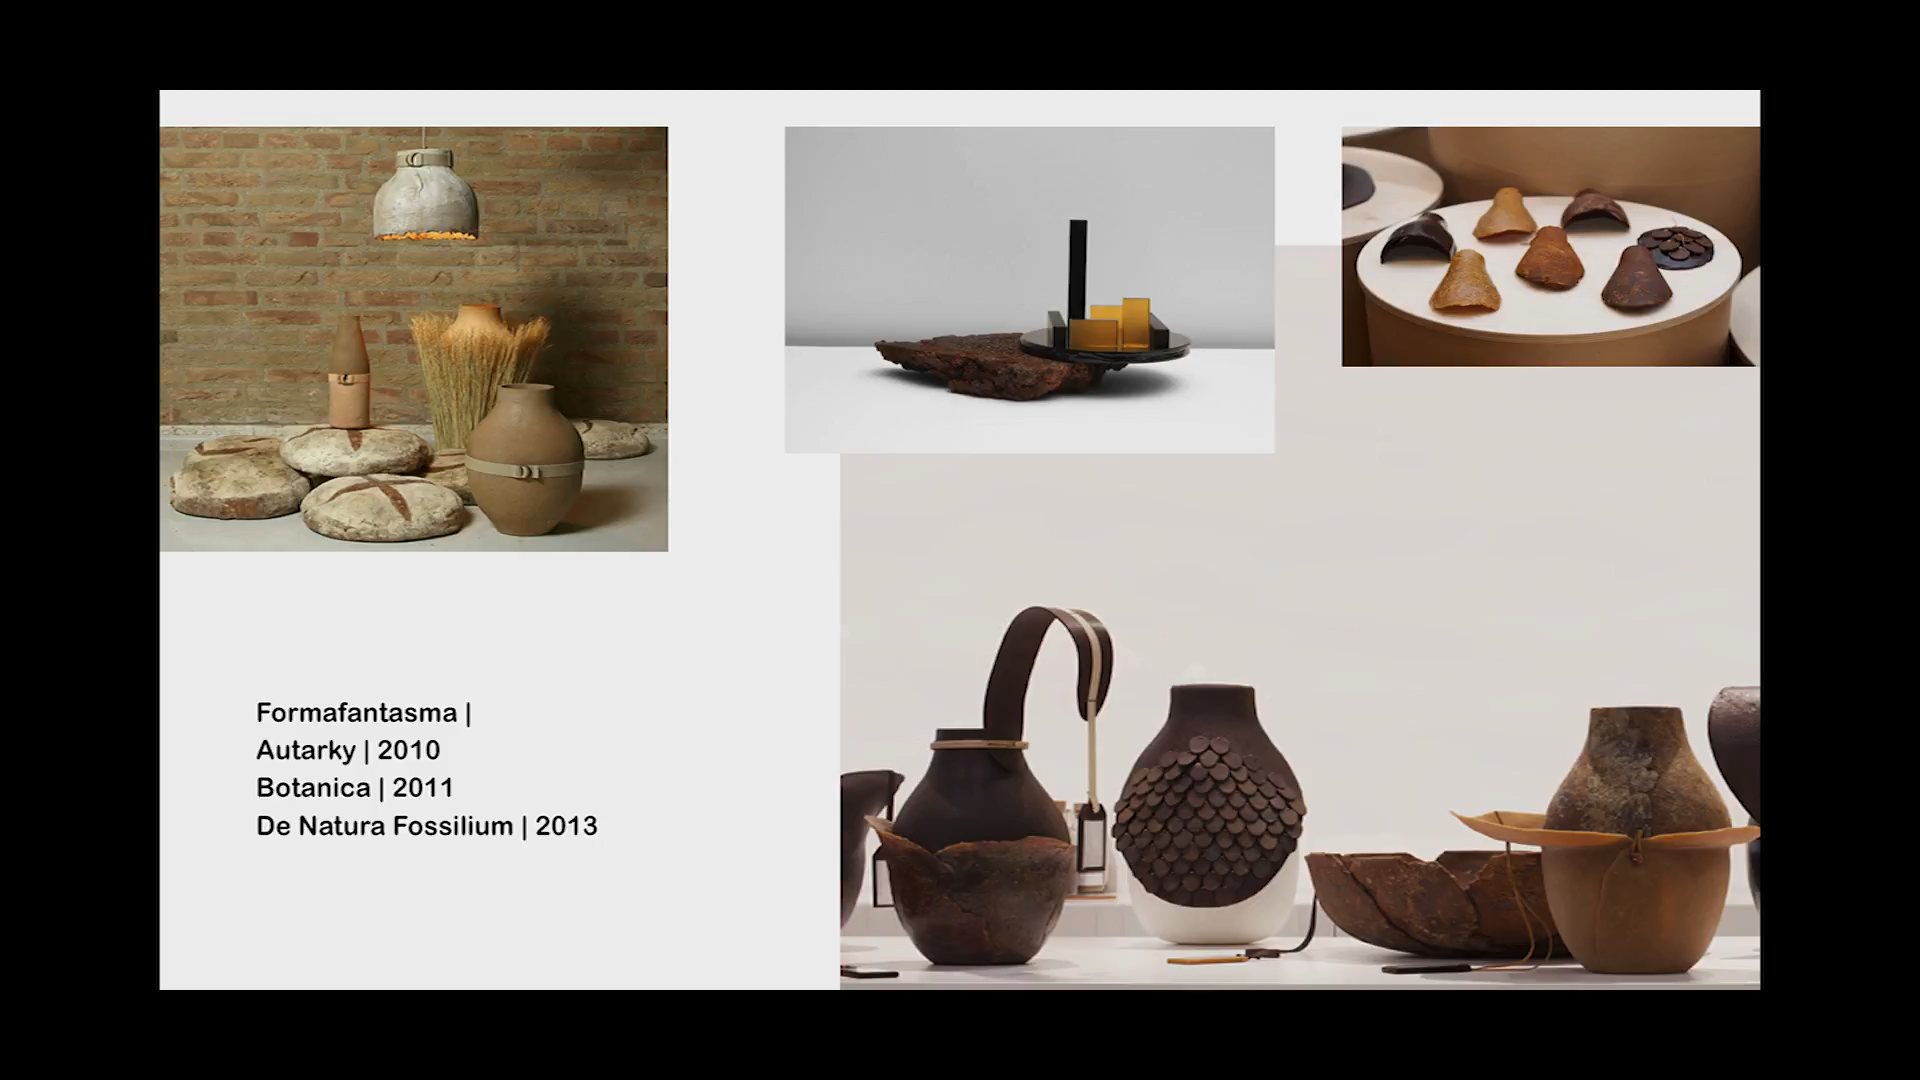 Formafantasma |
Autarky | 2010
Botanica | 2011
De Natura Fossilium | 2013